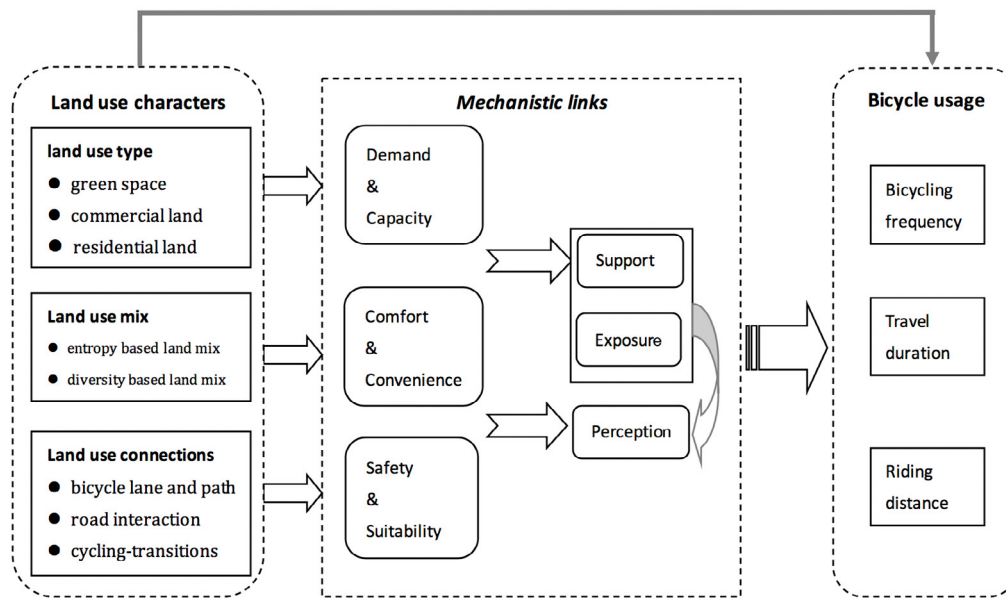 Land use characters
land use type
● green space
● commercial land
● residential land
Land use mix
● entropy based land mix
● diversity based land mix
Land use connections
● bicycle lane and path
● road interaction
● cycling-transitions
Mechanistic links
Demand
&
Capacity
Comfort
&
Convenience
Safety
&
Suitability
Support
Exposure
Perception
Bicycle usage
Bicycling
frequency
Travel
duration
Riding
distance